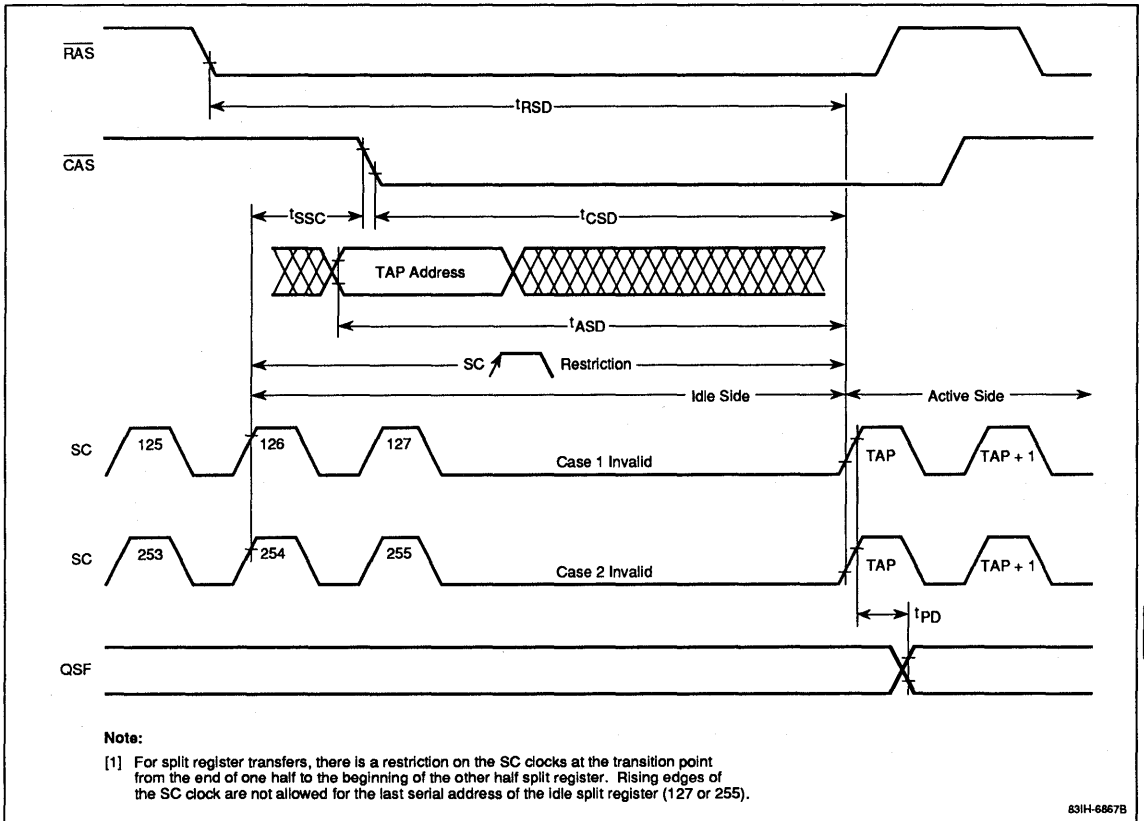 RAS
tRSD
CAS
tSSC
tCSD
TAP Address
tASD
SC Restriction
Idle Side
Active Side
SC
125
126
127
Case 1 Invalid
TAP
TAP + 1
SC
253
254
255
Case 2 Invalid
TAP
TAP + 1
tPD
QSF
Note:
[1] For split register transfers, there is a restriction on the SC clocks at the transition point
from the end of one half to the beginning of the other half split register. Rising edges of
the SC clock are not allowed for the last serial address of the idle split register (127 or 255).
83IH-6867B